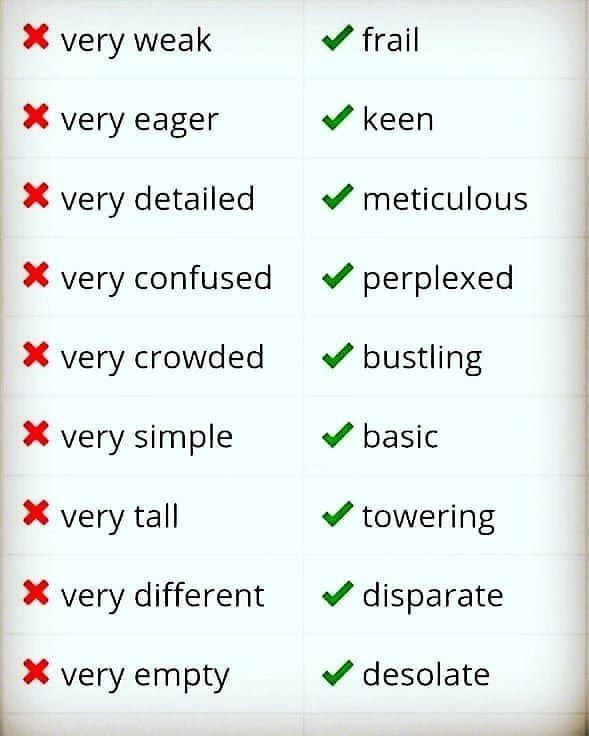 ❌ very weak ✔ frail
❌ very eager ✔ keen
❌ very detailed ✔ meticulous
❌ very confused ✔ perplexed
❌ very crowded ✔ bustling
❌ very simple ✔ basic
❌ very tall ✔ towering
❌ very different ✔ disparate
❌ very empty ✔ desolate